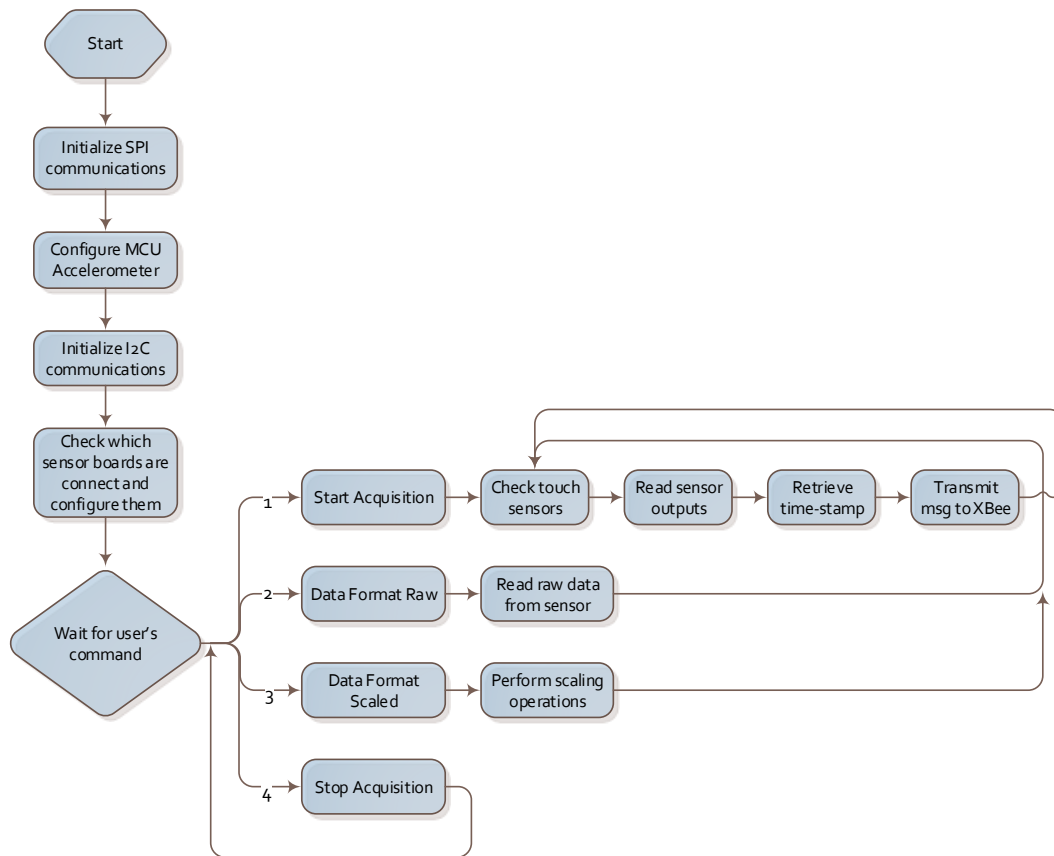 Start
Initialize SPI
communications
Configure MCU
Accelerometer
Initialize I2C
communications
Check which
sensor boards are
connect and
configure them
Wait for user's
command
1
Start Acquisition
Check touch
sensors
Read sensor
outputs
Retrieve
time-stamp
Transmit
msg to XBee
2
Data Format Raw
Read raw data
from sensor
3
Data Format
Scaled
Perform scaling
operations
4
Stop Acquisition